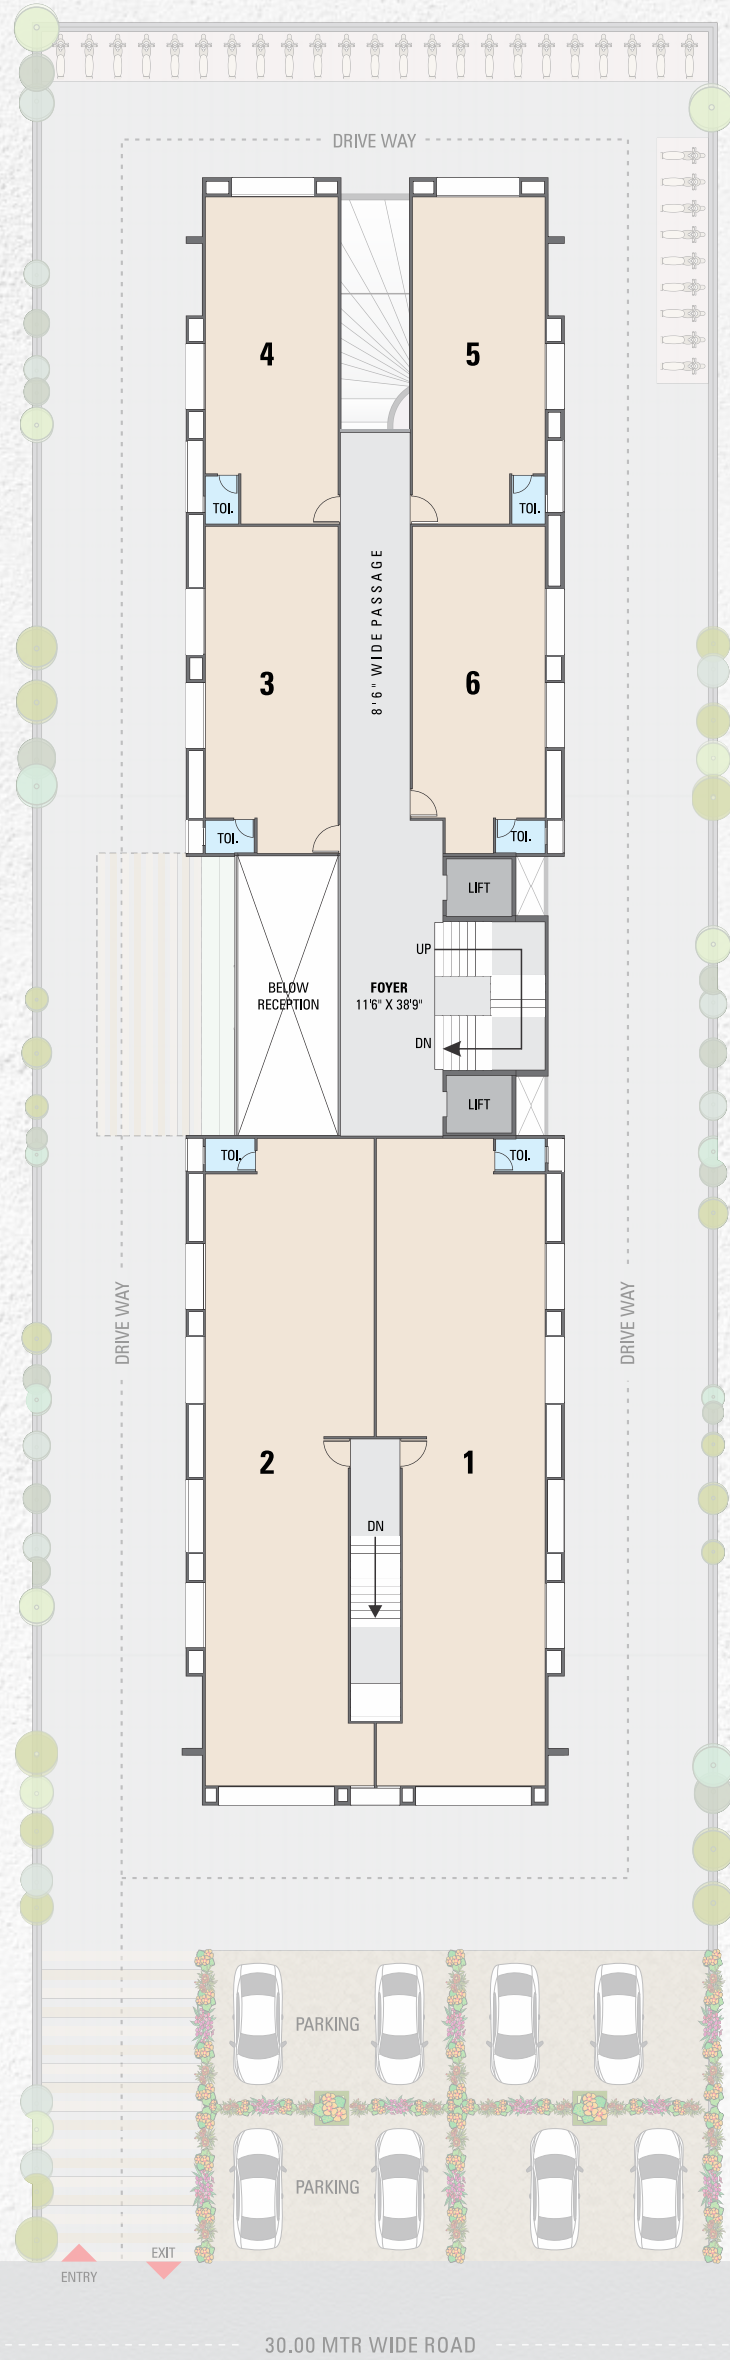 DRIVE WAY
4
5
TOI.
TOI.
8'6" WIDE PASSAGE
3
6
TOI.
TOI.
LIFT
UP
BELOW
RECEPTION
FOYER
11'6" X 38'9"
DN
LIFT
TOI.
TOI.
DRIVE WAY
DRIVE WAY
2
1
DN
PARKING
PARKING
ENTRY
EXIT
30.00 MTR WIDE ROAD